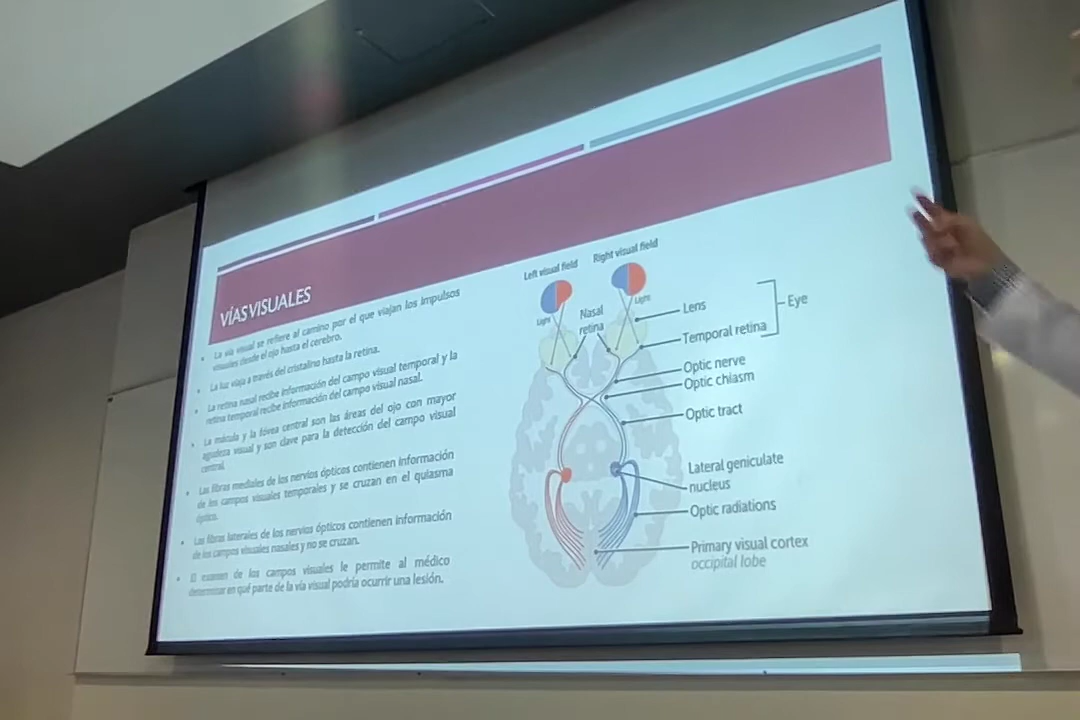 VÍAS VISUALES
La vía visual se refiere al camino por el que viajan los impulsos
visuales desde el ojo hasta el cerebro.
La luz viaja a través del cristalino hasta la retina.
La retina nasal recibe información del campo visual temporal y la
retina temporal recibe información del campo visual nasal.
La mácula y la fóvea central son las áreas del ojo con mayor
agudeza visual y son clave para la detección del campo visual
central.
Las fibras mediales de los nervios ópticos contienen información
de los campos visuales temporales y se cruzan en el quiasma
óptico.
Las fibras laterales de los nervios ópticos contienen información
de los campos visuales nasales y no se cruzan.
El examen de los campos visuales le permite al médico
determinar en qué parte de la vía visual podría ocurrir una lesión.
Left visual field
Right visual field
Light
Light
Nasal
retina
Lens
Eye
Temporal retina
Optic nerve
Optic chiasm
Optic tract
Lateral geniculate
nucleus
Optic radiations
Primary visual cortex
occipital lobe